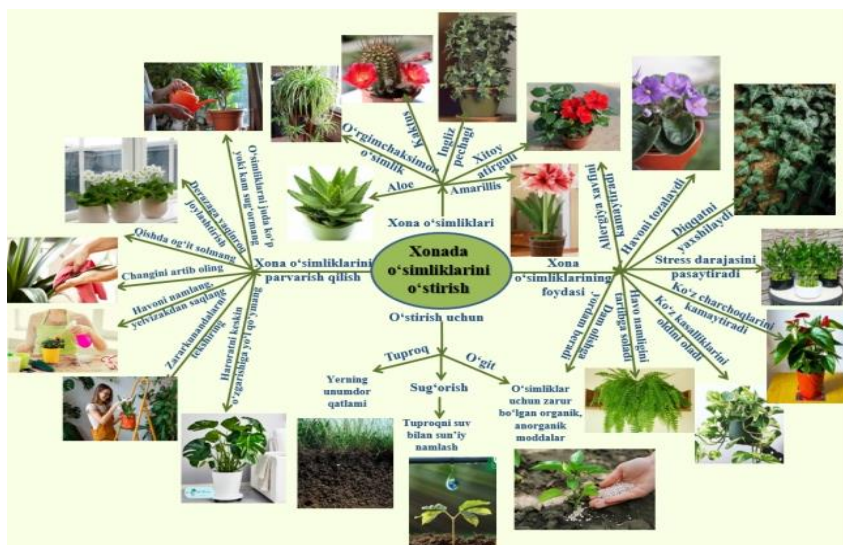 Xonada
o‘simliklarini
o‘stirish
Xona o‘simliklari
Aloe
O‘rgimchaksimon
o‘simlik
Kaktus
Ingliz
pechagi
Xitoy
atirguli
Amarillis
Xona
o‘simliklarining
foydasi
Allergiya xavfini
kamaytiradi
Havoni tozalaydi
Diqqatni
yaxshilaydi
Stress darajasini
pasaytiradi
Ko‘z charchoqlarini
kamaytiradi
Ko‘z kasalliklarini
oldini oladi
Havo namligini
tartibga soladi
Dam olishga
yordam beradi
O‘stirish uchun
Tuproq
Yerning
unumdor
qatlami
Sug‘orish
Tuproqni suv
bilan sun’iy
namlash
O‘git
O‘simliklar
uchun zarur
bo‘lgan organik,
anorganik
moddalar
Xona o‘simliklarini
parvarish qilish
O‘simliklarni juda ko‘p
yoki kam sug‘ormang
Derazaga yaqinroq
joylashtirish
Qishda og‘it solmang
Changini artib oling
Havoni namlang,
yelvizakdan saqlang
Zararkunandalarni
tekshiring
Haroratni keskin
o‘zgarishiga yo‘l qo‘ymang